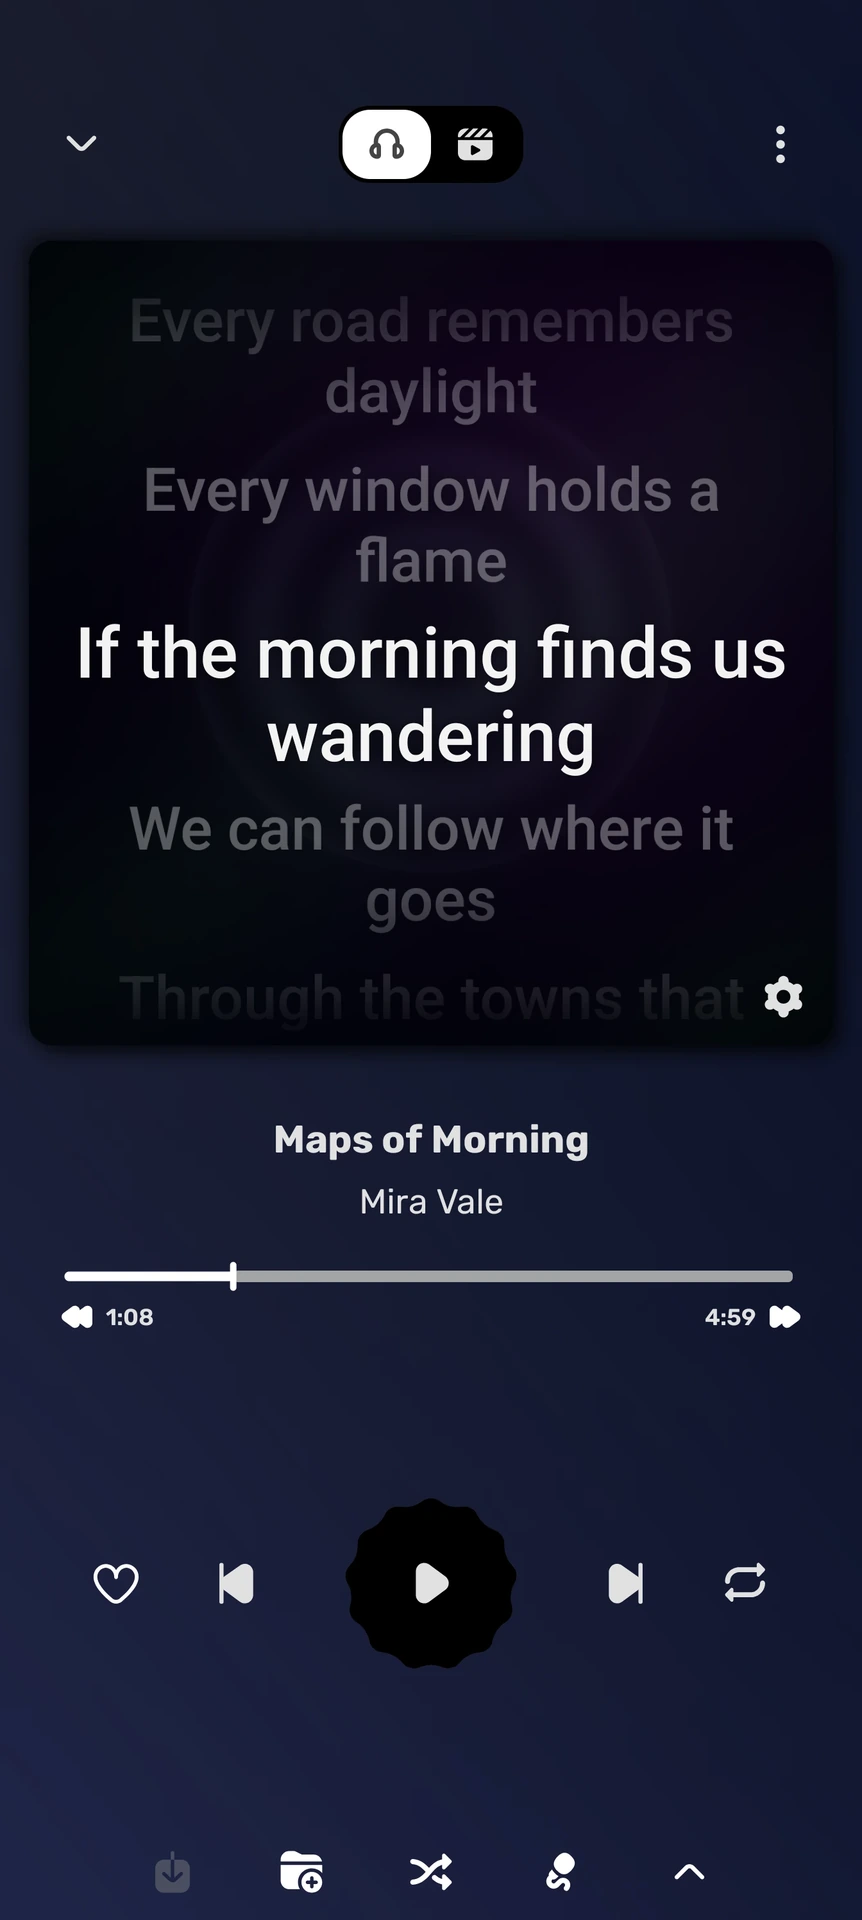 Every road remembers
daylight
Every window holds a
flame
If the morning finds us
wandering
We can follow where it
goes
Through the towns that
Maps of Morning
Mira Vale
1:08
4:59